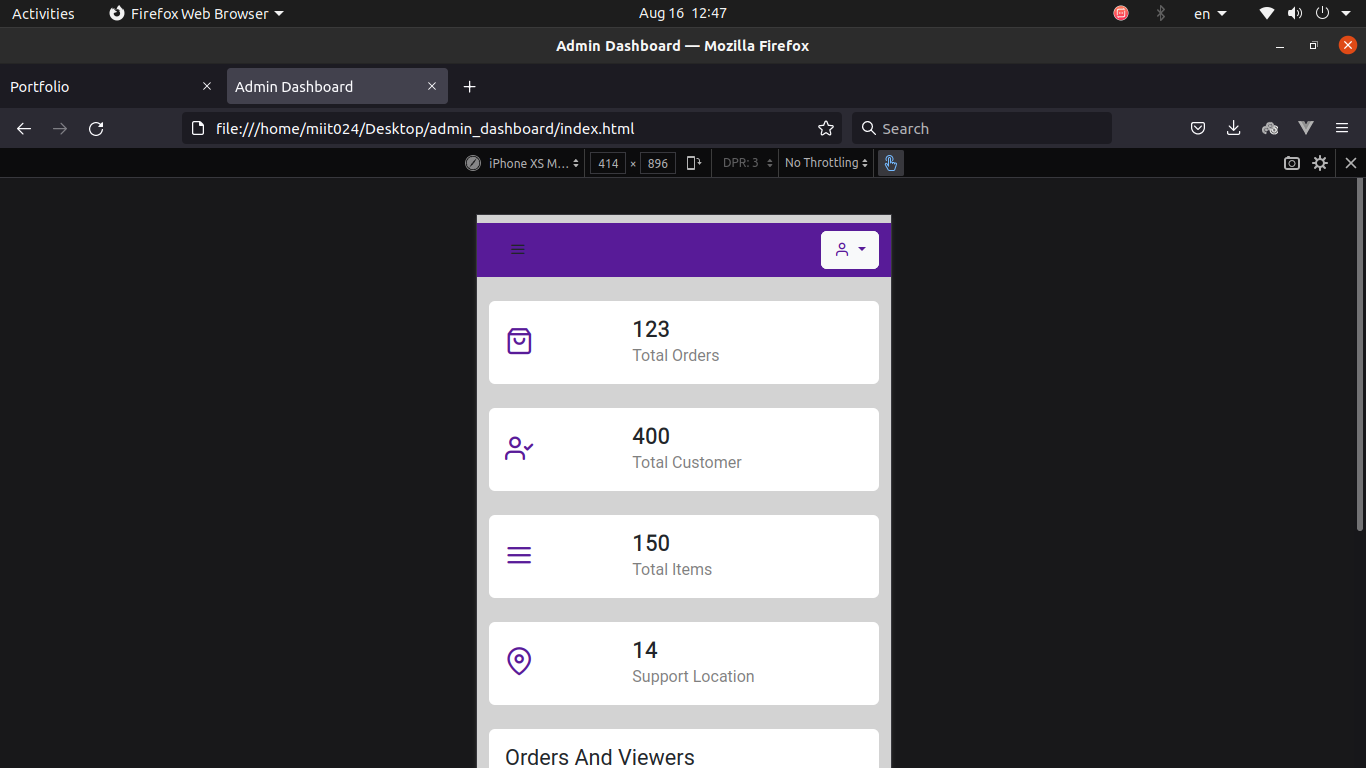 Activities
Firefox Web Browser
Aug 16 12:47
en
Admin Dashboard — Mozilla Firefox
Portfolio
Admin Dashboard
file:///home/miit024/Desktop/admin_dashboard/index.html
Search
iPhone XS M...
414 × 896
DPR: 3
No Throttling
123
Total Orders
400
Total Customer
150
Total Items
14
Support Location
Orders And Viewers